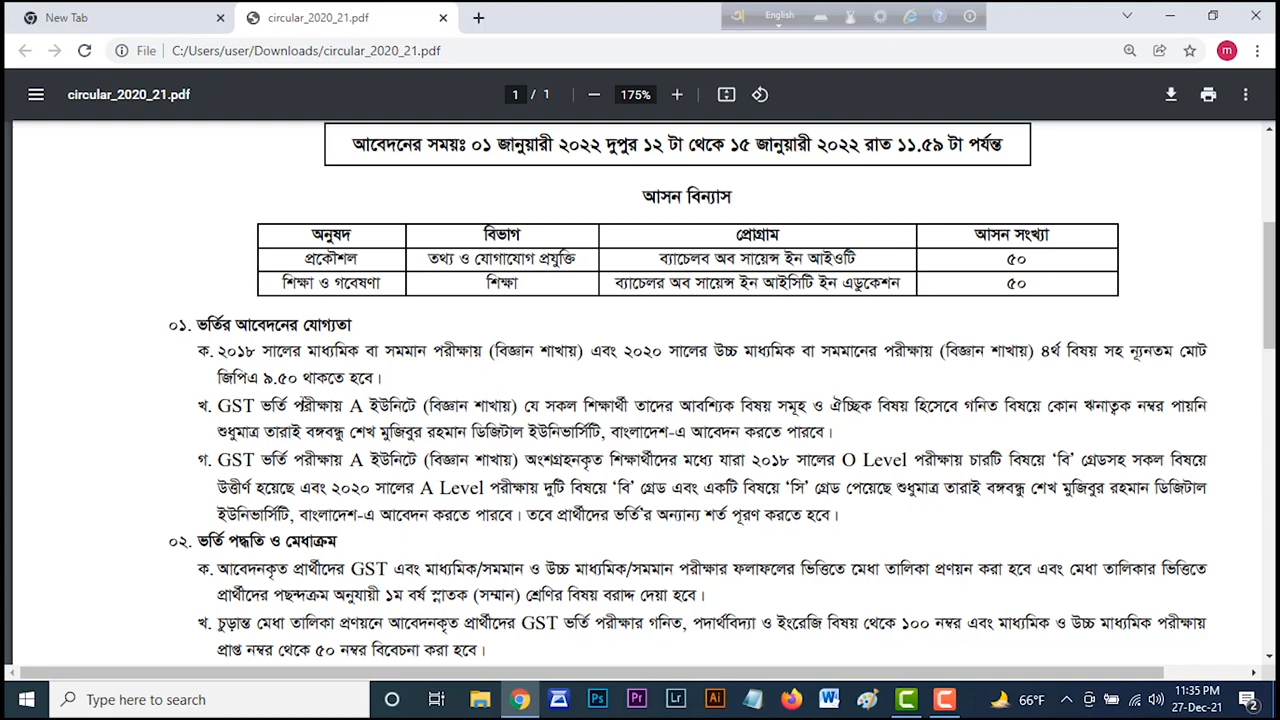 New Tab
circular_2020_21.pdf
English
File C:/Users/user/Downloads/circular_2020_21.pdf
m
circular_2020_21.pdf
1 / 1
175%
আবেদনের সময়ঃ ০১ জানুয়ারী ২০২২ দুপুর ১২ টা থেকে ১৫ জানুয়ারী ২০২২ রাত ১১.৫৯ টা পর্যন্ত
আসন বিন্যাস
অনুষদ বিভাগ প্রোগ্রাম আসন সংখ্যা
প্রকৌশল তথ্য ও যোগাযোগ প্রযুক্তি ব্যাচেলব অব সায়েন্স ইন আইওটি ৫০
শিক্ষা ও গবেষণা শিক্ষা ব্যাচেলর অব সায়েন্স ইন আইসিটি ইন এডুকেশন ৫০
০১. ভর্তির আবেদনের যোগ্যতা
ক. ২০১৮ সালের মাধ্যমিক বা সমমান পরীক্ষায় (বিজ্ঞান শাখায়) এবং ২০২০ সালের উচ্চ মাধ্যমিক বা সমমানের পরীক্ষায় (বিজ্ঞান শাখায়) ৪র্থ বিষয় সহ ন্যূনতম মোট
জিপিএ ৯.৫০ থাকতে হবে।
খ. GST ভর্তি পরীক্ষায় A ইউনিটে (বিজ্ঞান শাখায়) যে সকল শিক্ষার্থী তাদের আবশ্যিক বিষয় সমূহ ও ঐচ্ছিক বিষয় হিসেবে গনিত বিষয়ে কোন ঋনাত্বক নম্বর পায়নি
শুধুমাত্র তারাই বঙ্গবন্ধু শেখ মুজিবুর রহমান ডিজিটাল ইউনিভার্সিটি, বাংলাদেশ-এ আবেদন করতে পারবে।
গ. GST ভর্তি পরীক্ষায় A ইউনিটে (বিজ্ঞান শাখায়) অংশগ্রহনকৃত শিক্ষার্থীদের মধ্যে যারা ২০১৮ সালের O Level পরীক্ষায় চারটি বিষয়ে ‘বি’ গ্রেডসহ সকল বিষয়ে
উত্তীর্ণ হয়েছে এবং ২০২০ সালের A Level পরীক্ষায় দুটি বিষয়ে ‘বি’ গ্রেড এবং একটি বিষয়ে ‘সি’ গ্রেড পেয়েছে শুধুমাত্র তারাই বঙ্গবন্ধু শেখ মুজিবুর রহমান ডিজিটাল
ইউনিভার্সিটি, বাংলাদেশ-এ আবেদন করতে পারবে। তবে প্রার্থীদের ভর্তি’র অন্যান্য শর্ত পূরণ করতে হবে।
০২. ভর্তি পদ্ধতি ও মেধাক্রম
ক. আবেদনকৃত প্রার্থীদের GST এবং মাধ্যমিক/সমমান ও উচ্চ মাধ্যমিক/সমমান পরীক্ষার ফলাফলের ভিত্তিতে মেধা তালিকা প্রণয়ন করা হবে এবং মেধা তালিকার ভিত্তিতে
প্রার্থীদের পছন্দক্রম অনুযায়ী ১ম বর্ষ স্নাতক (সম্মান) শ্রেণির বিষয় বরাদ্দ দেয়া হবে।
খ. চুড়ান্ত মেধা তালিকা প্রণয়নে আবেদনকৃত প্রার্থীদের GST ভর্তি পরীক্ষার গনিত, পদার্থবিদ্যা ও ইংরেজি বিষয় থেকে ১০০ নম্বর এবং মাধ্যমিক ও উচ্চ মাধ্যমিক পরীক্ষায়
প্রাপ্ত নম্বর থেকে ৫০ নম্বর বিবেচনা করা হবে।
Type here to search
Ps Pr Lr Ai W C C
66°F
11:35 PM
27-Dec-21
2